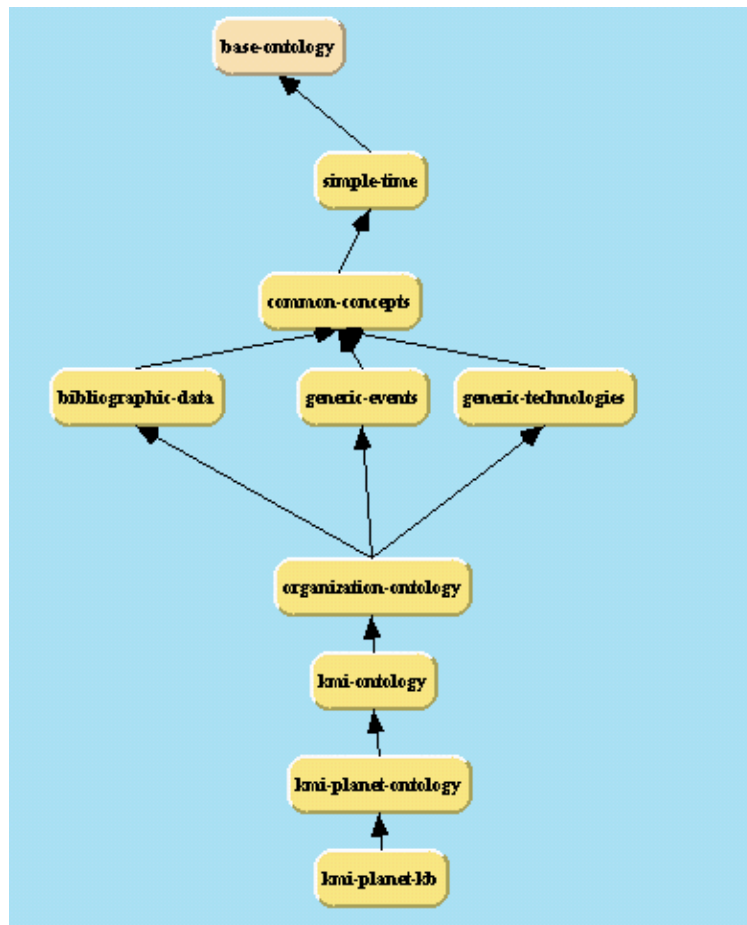 base-ontology
simple-time
common-concepts
bibliographic-data
generic-events
generic-technologies
organization-ontology
kmi-ontology
kmi-planet-ontology
kmi-planet-kb